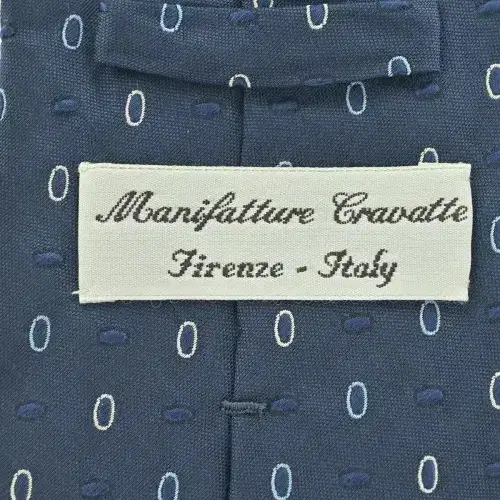 Manifatture Cravatte
Firenze - Italy